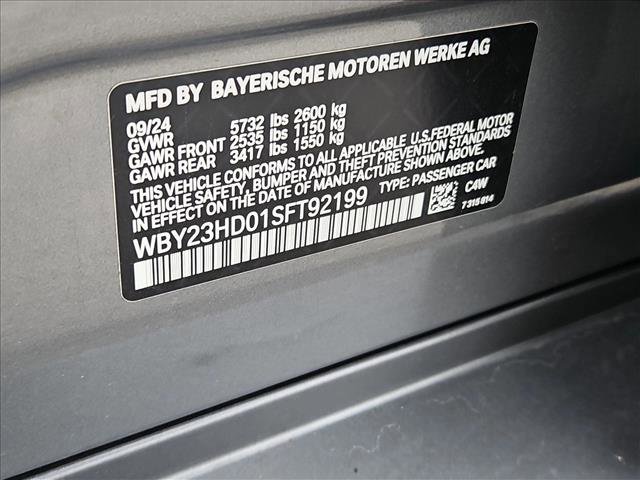 MFD BY BAYERISCHE MOTOREN WERKE AG
09/24
GVWR 5732 lbs 2600 kg
GAWR FRONT 2535 lbs 1150 kg
GAWR REAR 3417 lbs 1550 kg
THIS VEHICLE CONFORMS TO ALL APPLICABLE U.S.FEDERAL MOTOR
VEHICLE SAFETY, BUMPER AND THEFT PREVENTION STANDARDS
IN EFFECT ON THE DATE OF MANUFACTURE SHOWN ABOVE.
WBY23HD01SFT92199 TYPE: PASSENGER CAR
C4W
7315814